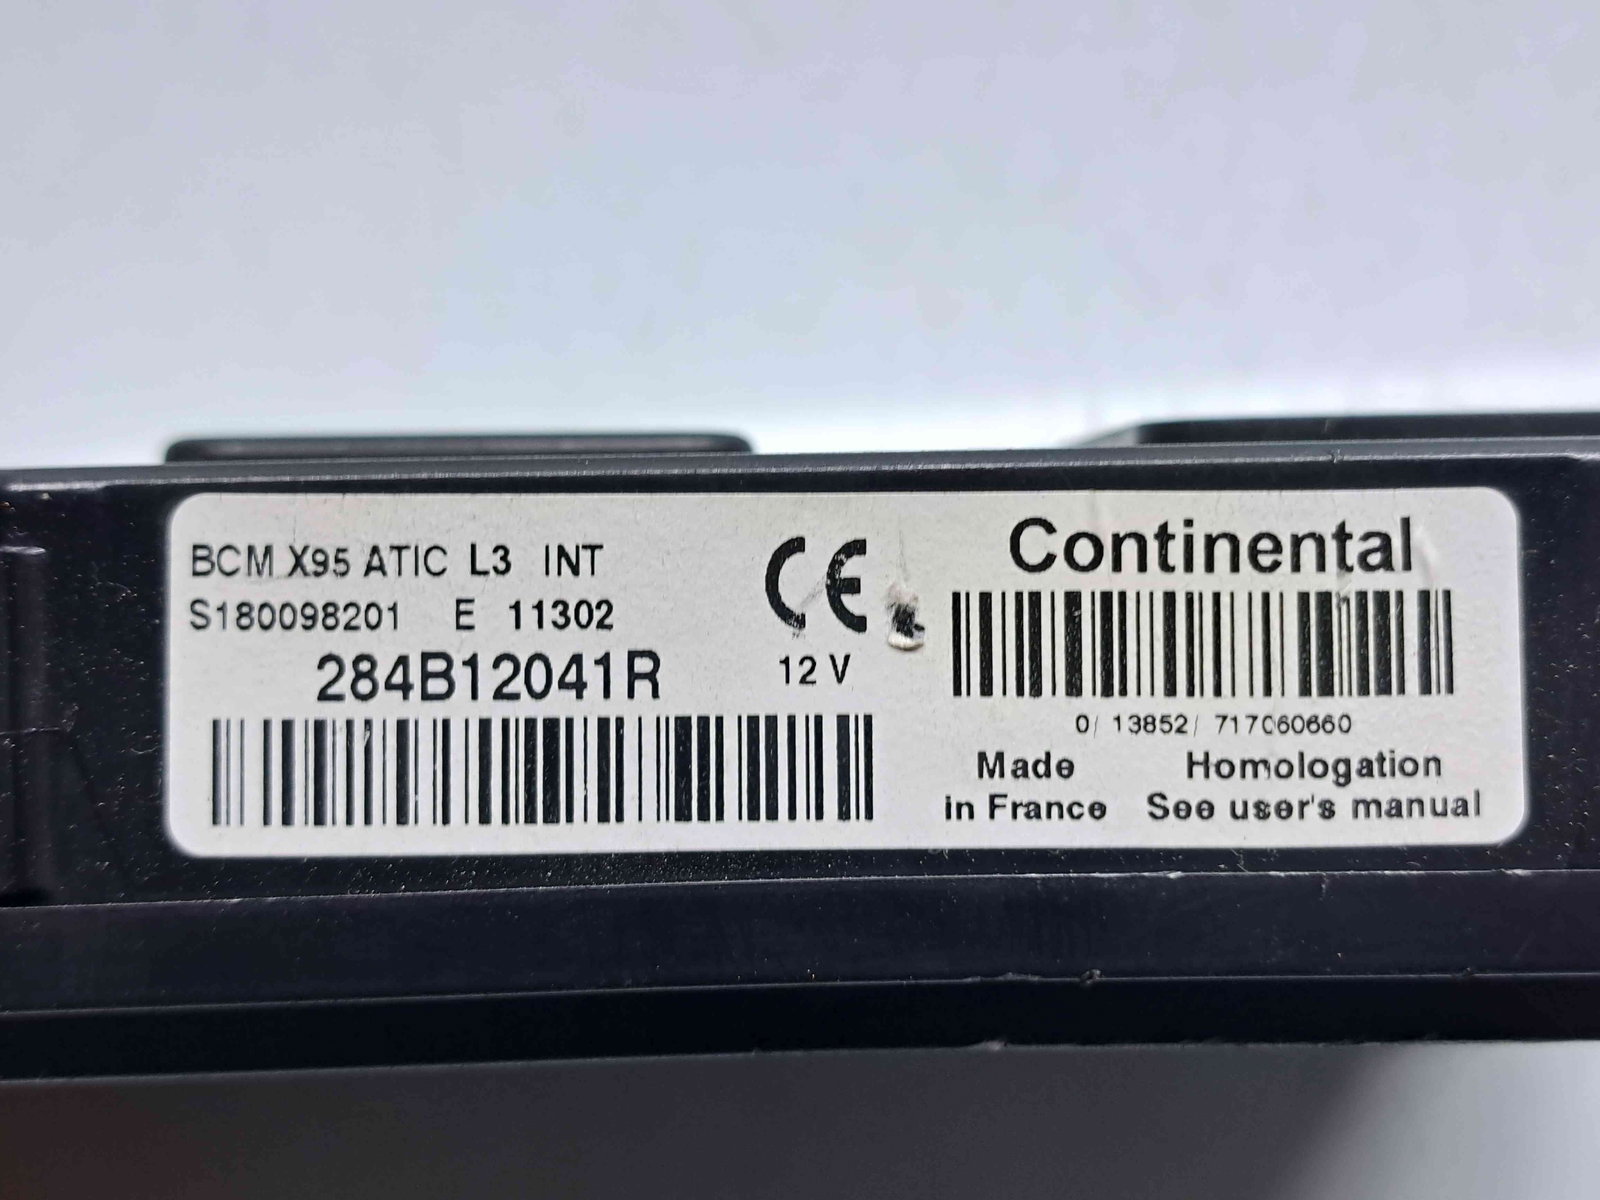 BCM X95 ATIC L3 INT
S180098201 E 11302
284B12041R
CE
12 V
Continental
0/ 13852/ 717060660
Made in France
Homologation See user's manual